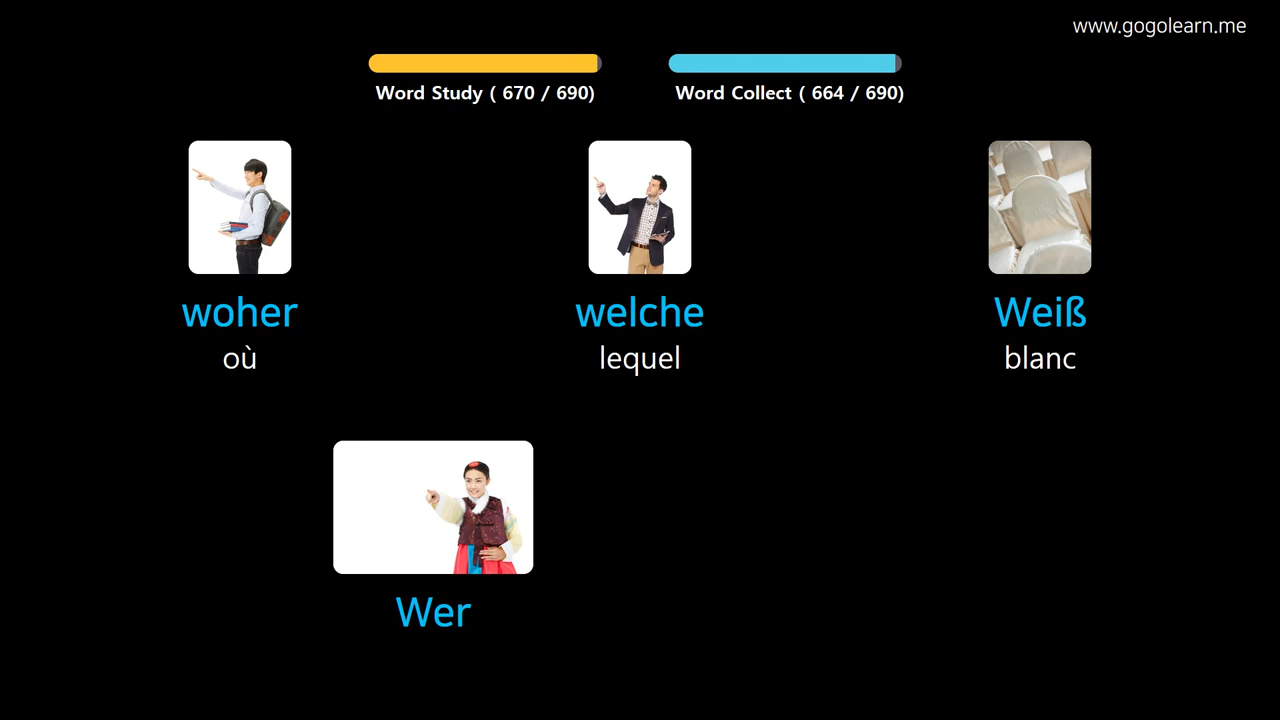 www.gogolearn.me
Word Study ( 670 / 690)
Word Collect ( 664 / 690)
woher
où
welche
lequel
Weiß
blanc
Wer